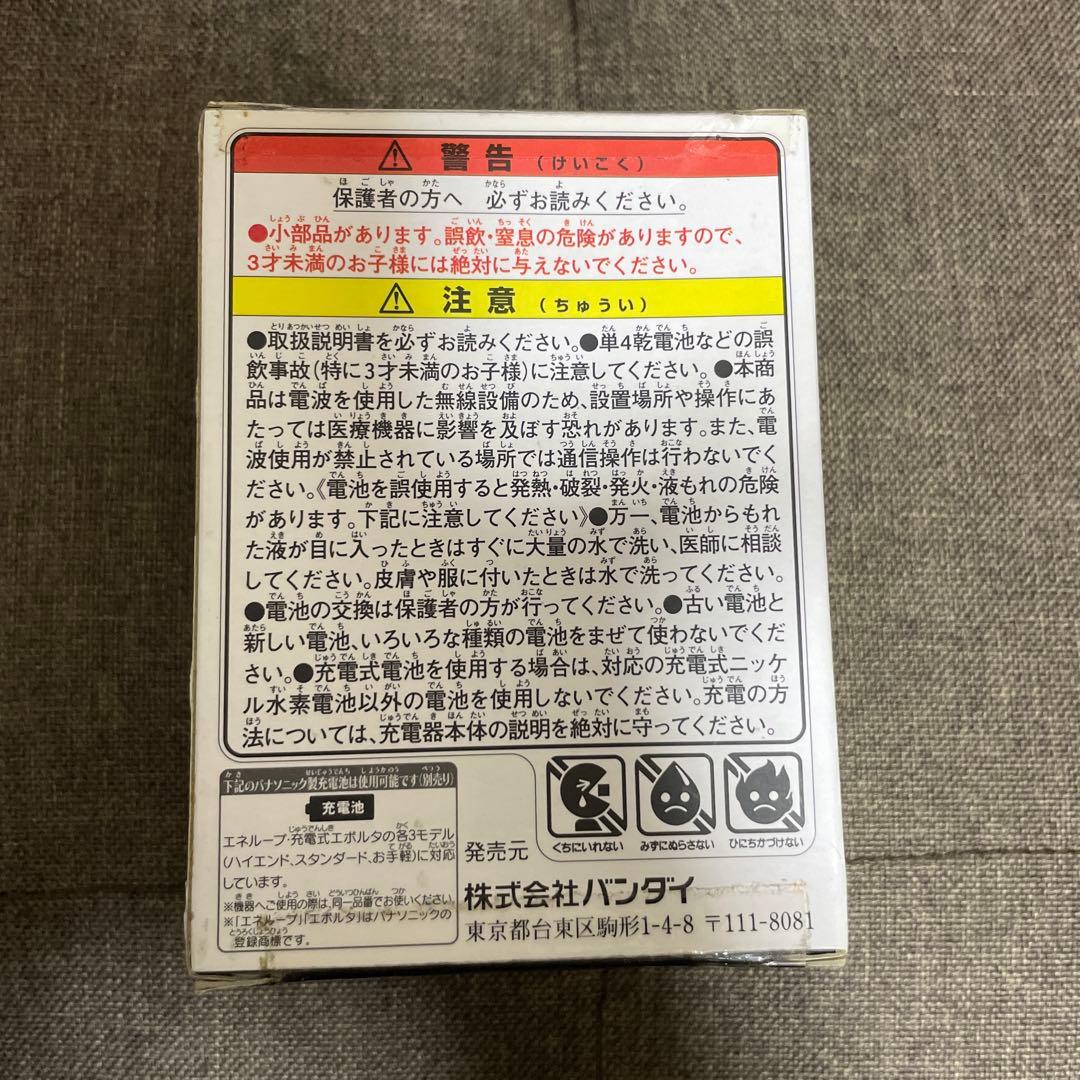 警告（けいこく）
保護者の方へ 必ずお読みください。
●小部品があります。誤飲・窒息の危険がありますので、
3才未満のお子様には絶対に与えないでください。
注意（ちゅうい）
●取扱説明書を必ずお読みください。●単4乾電池などの誤
飲事故（特に3才未満のお子様）に注意してください。●本商
品は電波を使用した無線設備のため、設置場所や操作にあ
たっては医療機器に影響を及ぼす恐れがあります。また、電
波使用が禁止されている場所では通信操作は行わないでく
ださい。《電池を誤使用すると発熱・破裂・発火・液もれの危険
があります。下記に注意してください》●万一、電池からもれ
た液が目に入ったときはすぐに大量の水で洗い、医師に相談
してください。皮膚や服に付いたときは水で洗ってください。
●電池の交換は保護者の方が行ってください。●古い電池と
新しい電池、いろいろな種類の電池をまぜて使わないでくだ
さい。●充電式電池を使用する場合は、対応の充電式ニッケ
ル水素電池以外の電池を使用しないでください。充電の方
法については、充電器本体の説明を絶対に守ってください。
下記のパナソニック製充電池は使用可能です（別売り）
充電池
エネループ・充電式エボルタの各3モデル
（ハイエンド、スタンダード、お手軽）に対応
しています。
※機器へご使用の際は、同一品番でお使いください。
※「エネループ」「エボルタ」はパナソニックの
登録商標です。
くちにいれない みずにぬらさない ひにちかづけない
発売元
株式会社バンダイ
東京都台東区駒形1-4-8 〒111-8081